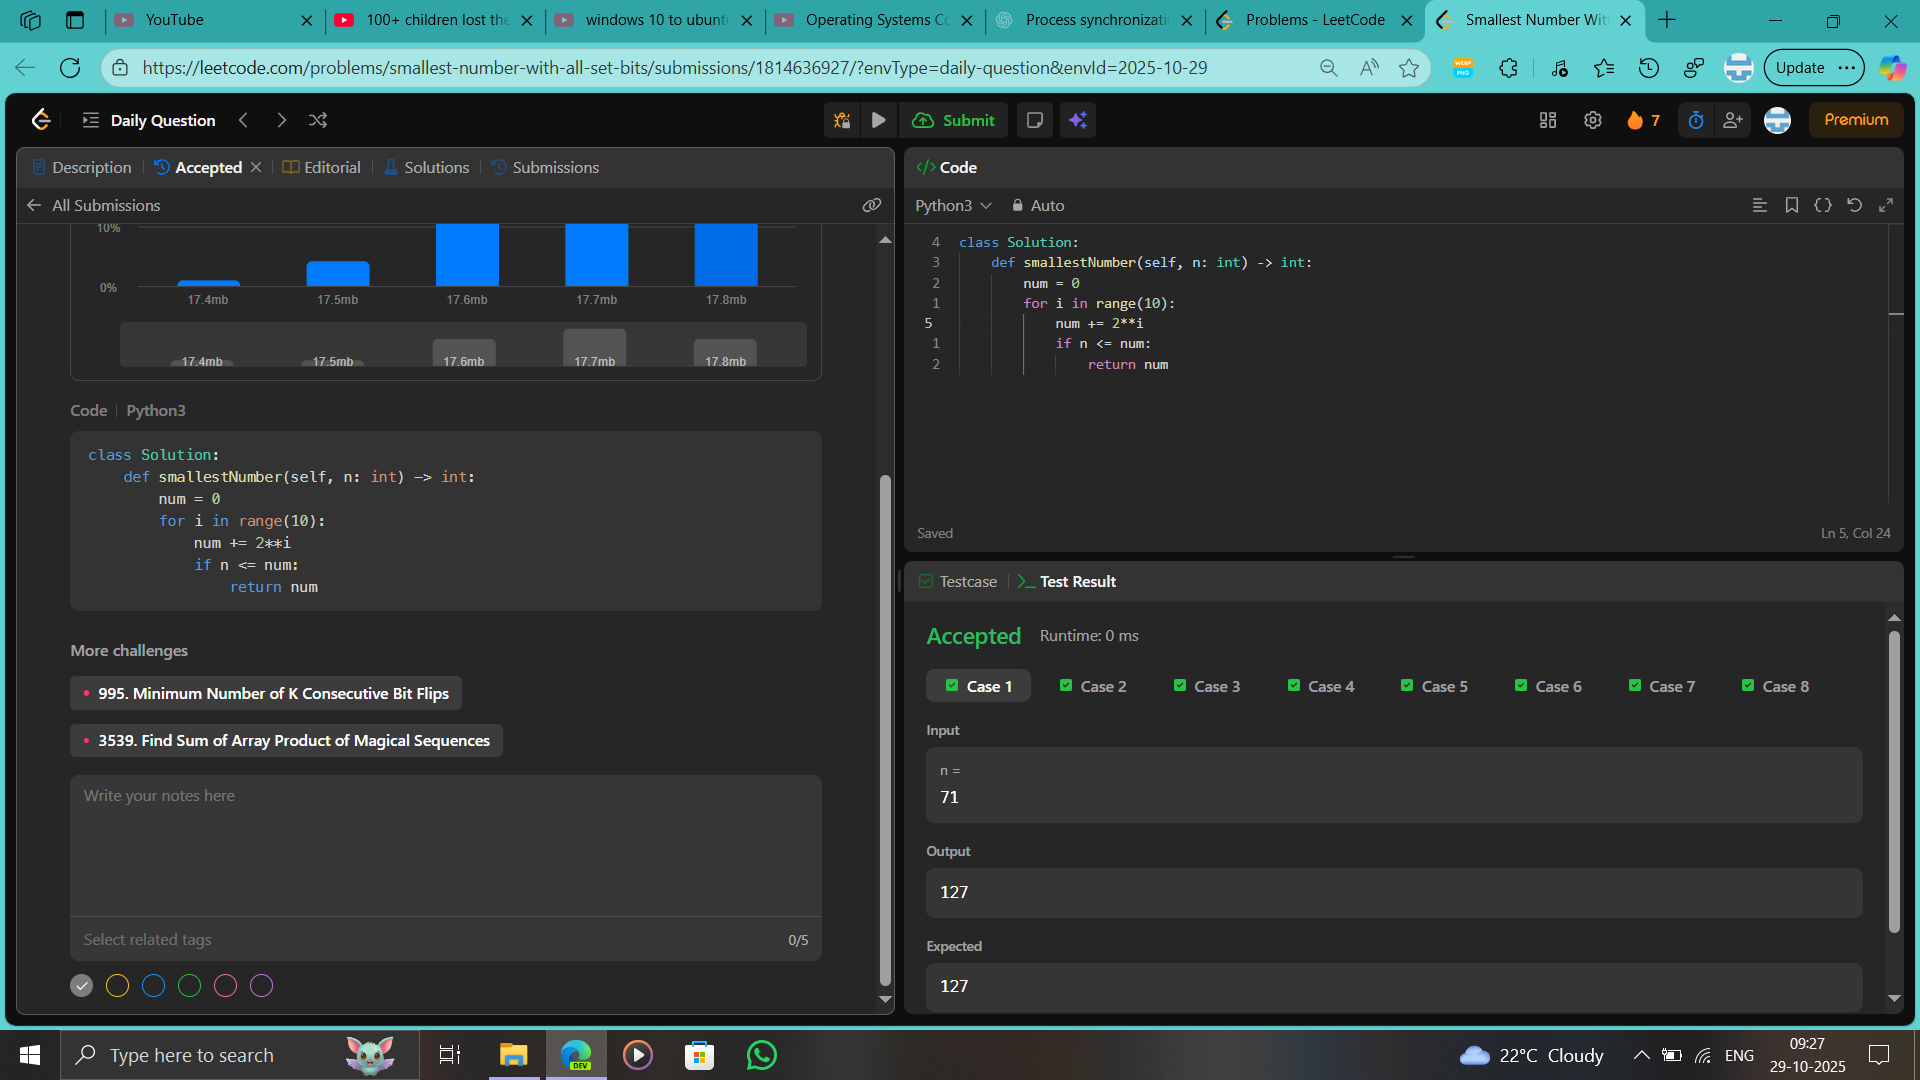 YouTube
100+ children lost the
windows 10 to ubuntu
Operating Systems Co
Process synchronizati
Problems - LeetCode
Smallest Number With
https://leetcode.com/problems/smallest-number-with-all-set-bits/submissions/1814636927/?envType=daily-question&envId=2025-10-29
WEBP
PNG
Update
Daily Question
Submit
7
Premium
Description
Accepted
Editorial
Solutions
Submissions
All Submissions
10%
0%
17.4mb
17.5mb
17.6mb
17.7mb
17.8mb
17.4mb
17.5mb
17.6mb
17.7mb
17.8mb
Code
Python3
class Solution:
def smallestNumber(self, n: int) -> int:
num = 0
for i in range(10):
num += 2**i
if n <= num:
return num
More challenges
995. Minimum Number of K Consecutive Bit Flips
3539. Find Sum of Array Product of Magical Sequences
Write your notes here
Select related tags
0/5
</> Code
Python3
Auto
4 class Solution:
3 def smallestNumber(self, n: int) -> int:
2 num = 0
1 for i in range(10):
5 num += 2**i
1 if n <= num:
2 return num
Saved
Ln 5, Col 24
Testcase
Test Result
Accepted
Runtime: 0 ms
Case 1
Case 2
Case 3
Case 4
Case 5
Case 6
Case 7
Case 8
Input
n =
71
Output
127
Expected
127
Type here to search
DEV
22°C Cloudy
ENG
09:27
29-10-2025